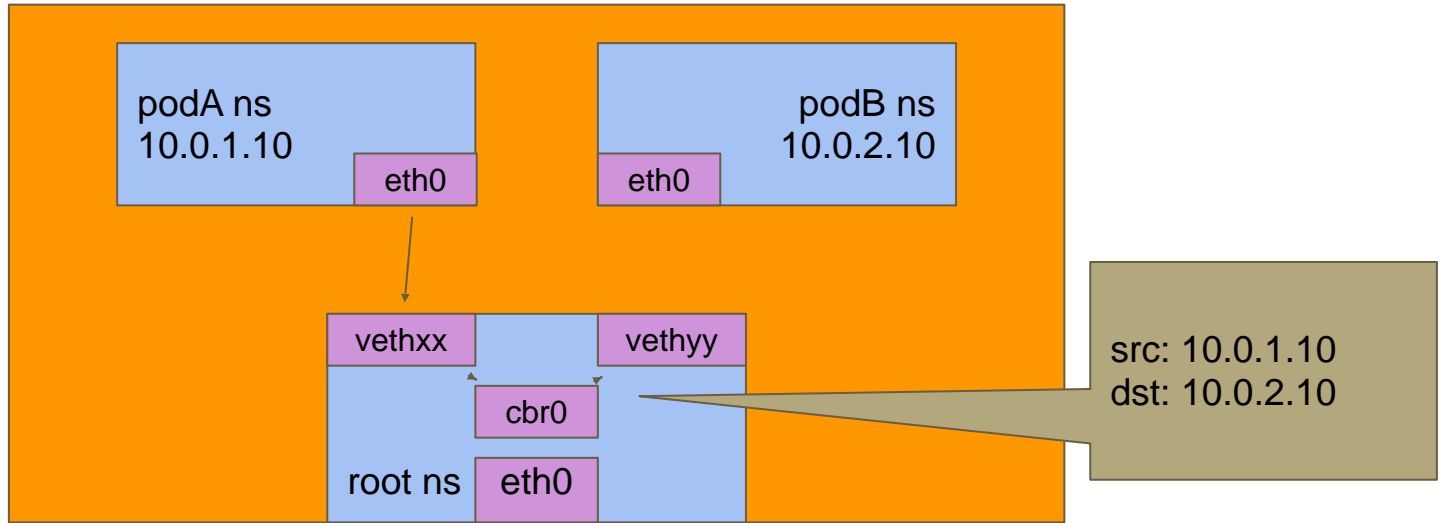 podA ns
10.0.1.10
eth0
podB ns
10.0.2.10
eth0
vethxx
vethyy
cbr0
root ns
eth0
src: 10.0.1.10
dst: 10.0.2.10